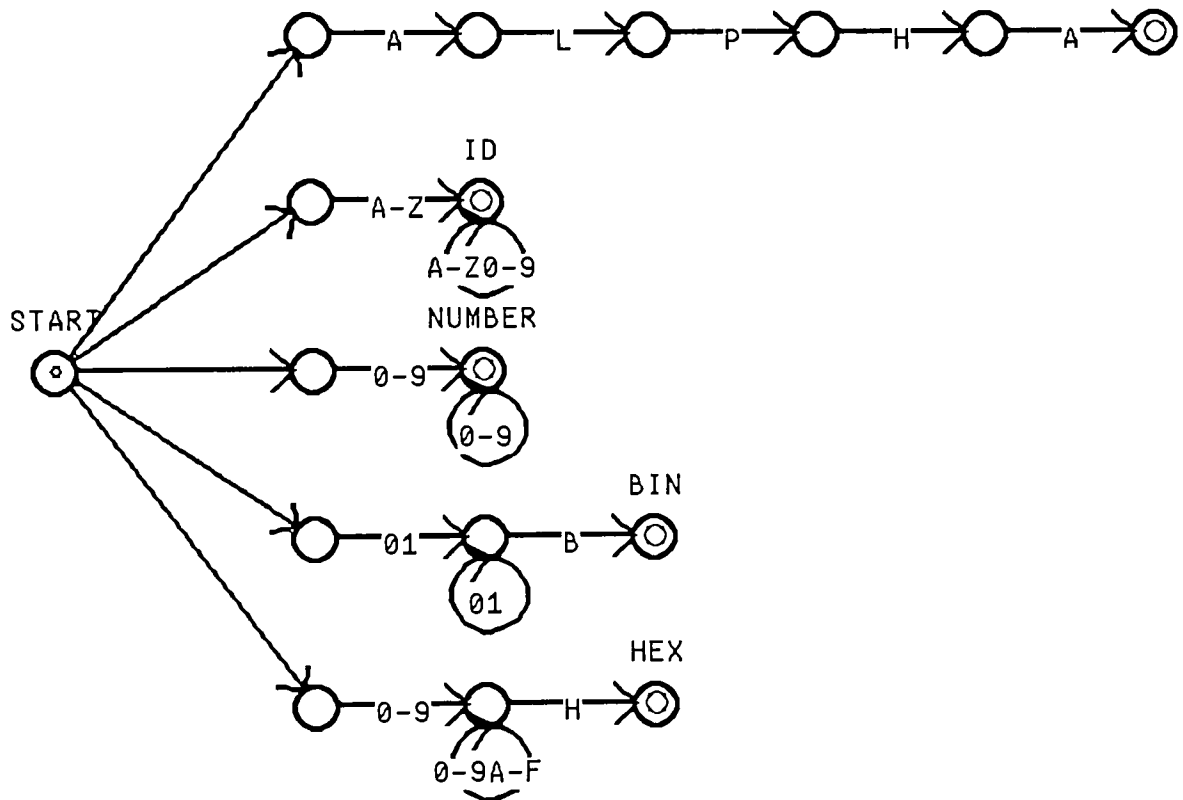 A L P H A
ID
A-Z
A-Z0-9
START
NUMBER
0-9
0-9
BIN
01 B
01
HEX
0-9 H
0-9A-F